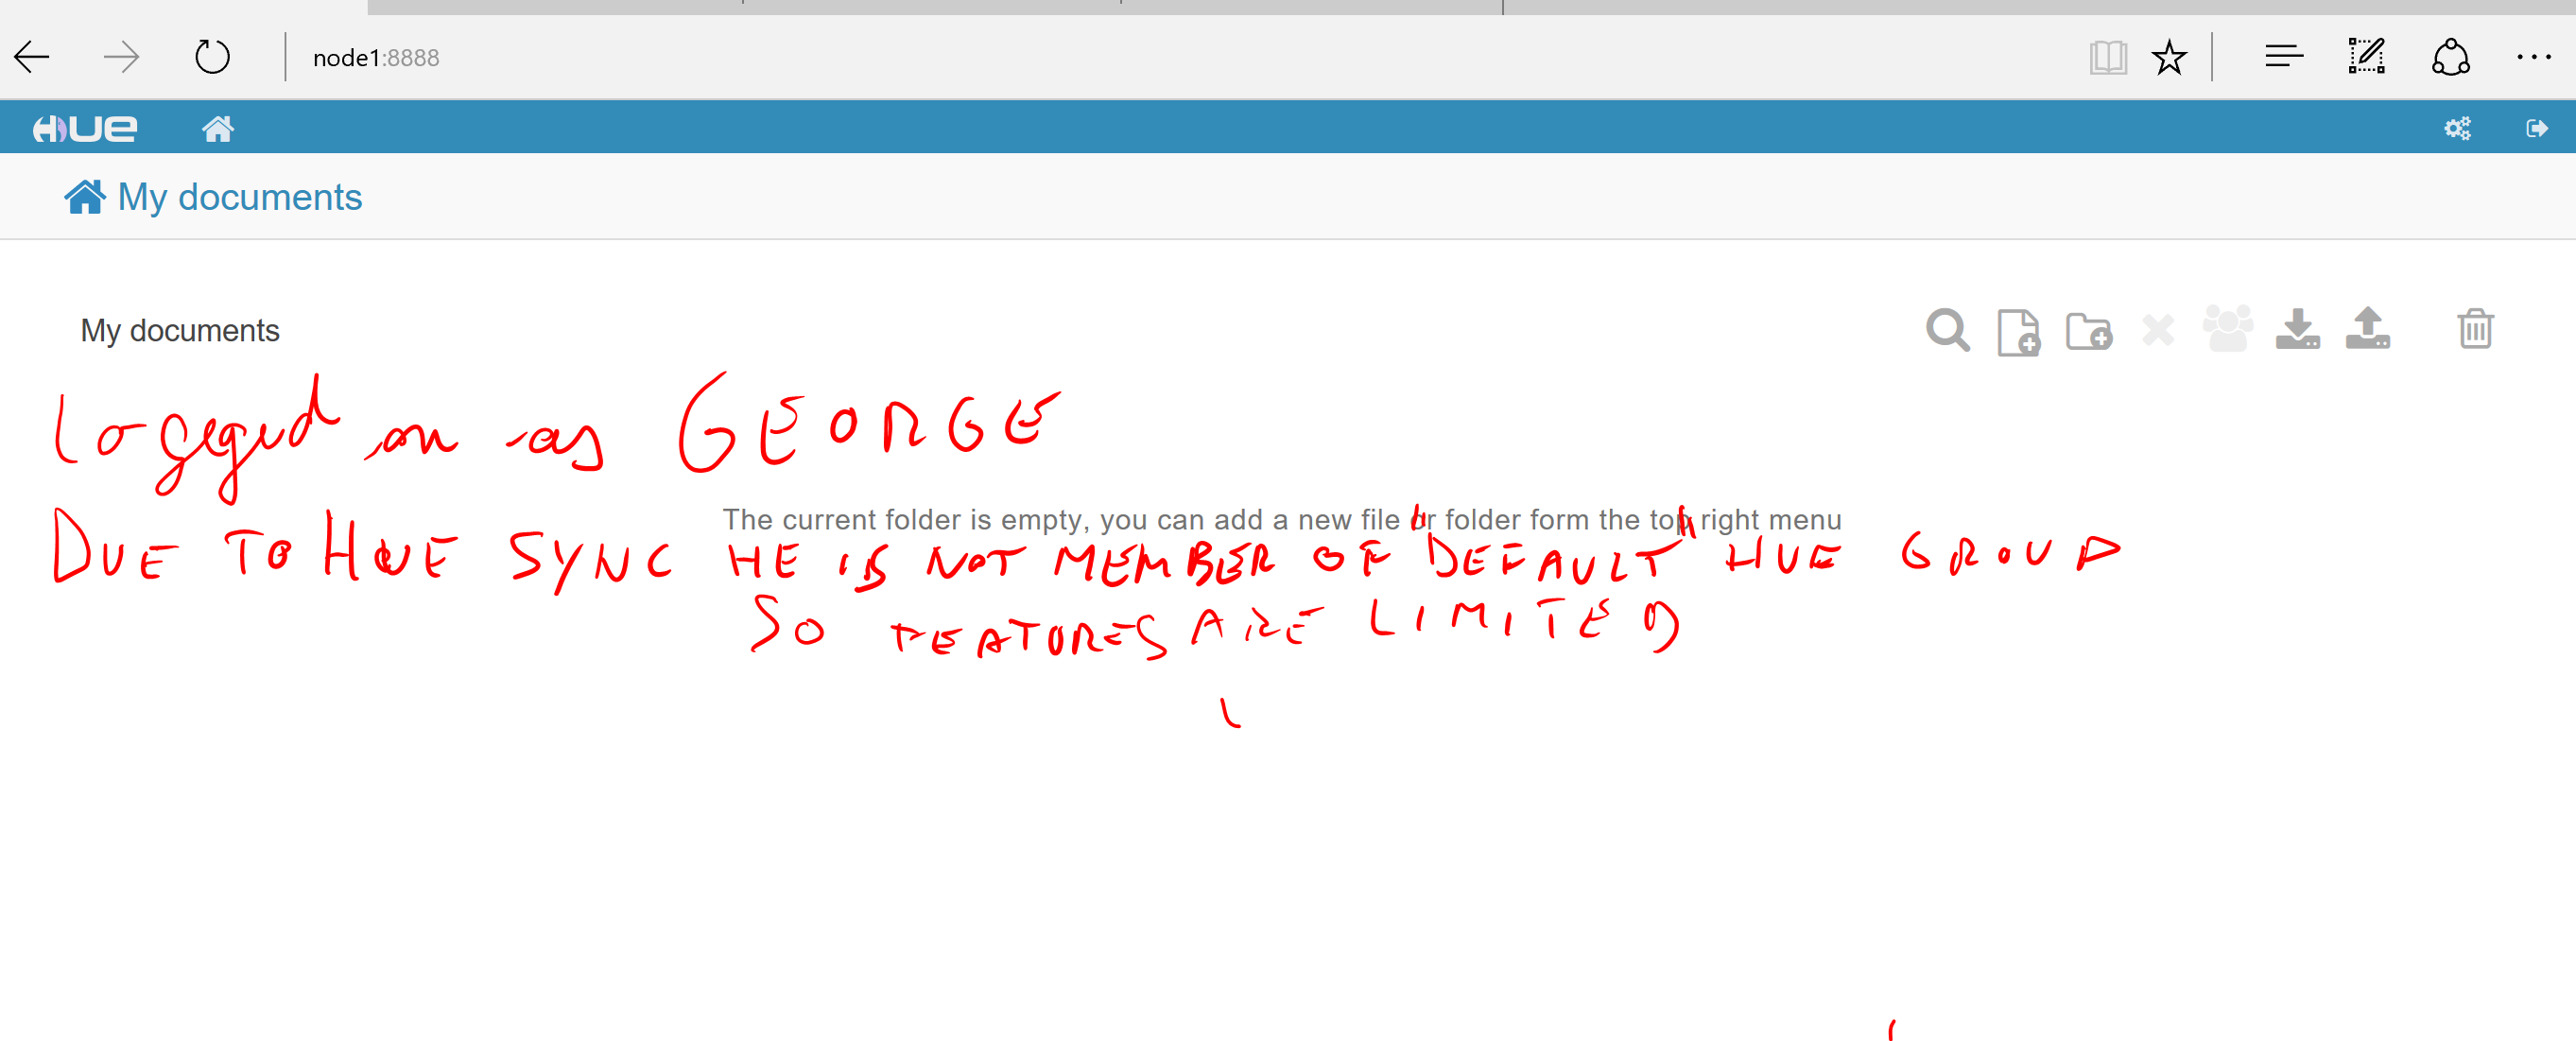 node1:8888
HUE
My documents
My documents
Logged on as GEORGE
The current folder is empty, you can add a new file or folder form the top right menu
DUE TO HUE SYNC HE IS NOT MEMBER OF "DEFAULT" HUE GROUP
SO FEATURES ARE LIMITED